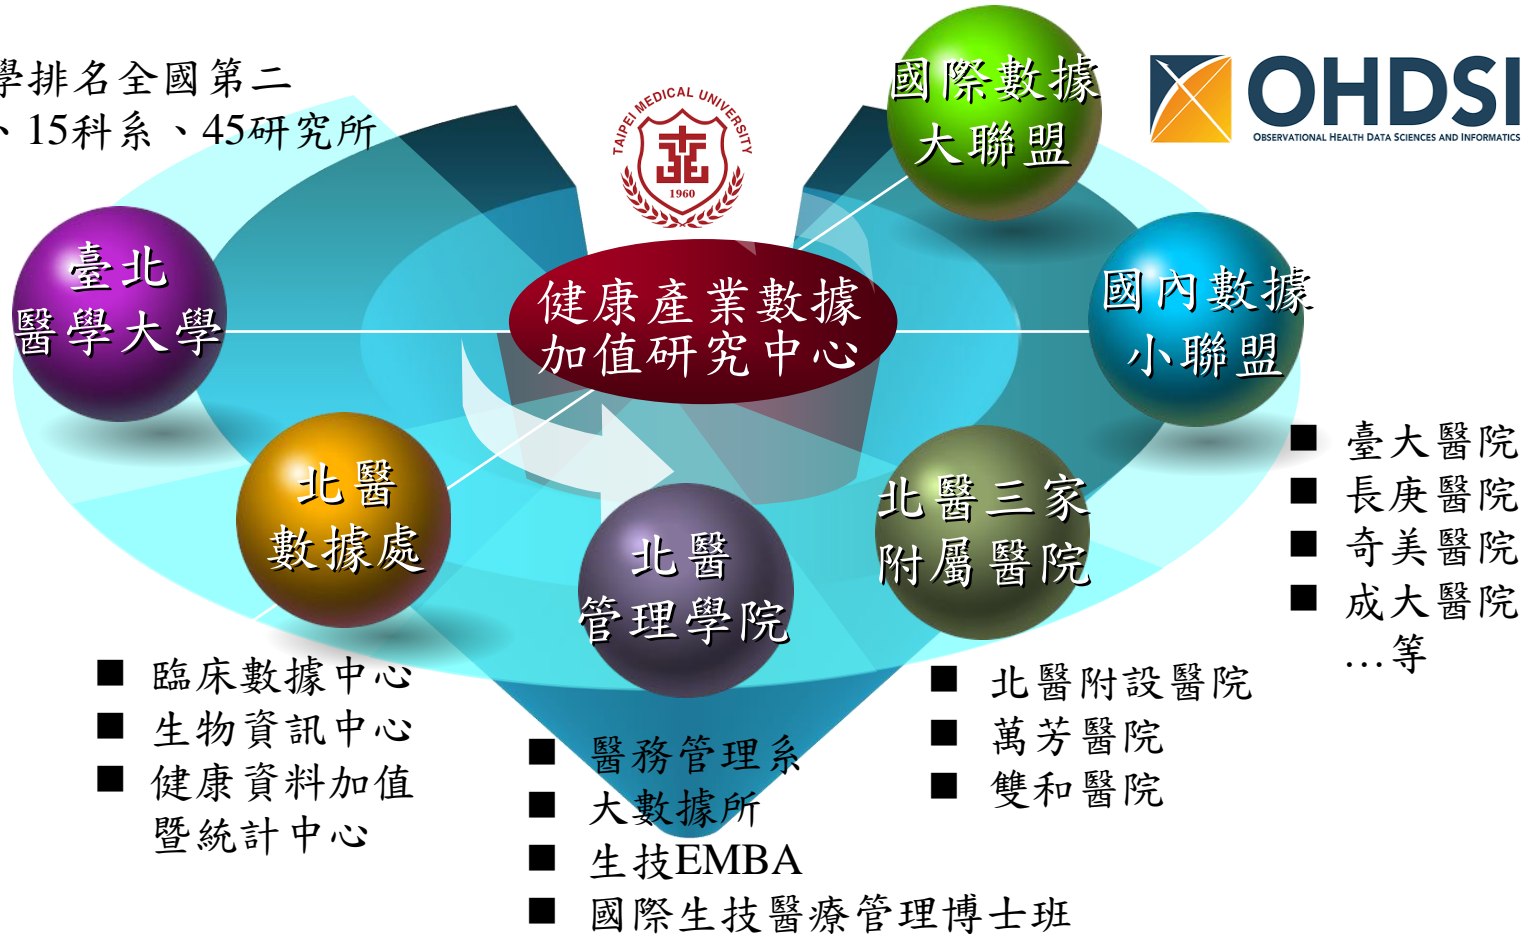 學排名全國第二
、15科系、45研究所
TAIPEI MEDICAL UNIVERSITY
1960
國際數據
大聯盟
OHDSI
OBSERVATIONAL HEALTH DATA SCIENCES AND INFORMATICS
臺北
醫學大學
健康產業數據
加值研究中心
國內數據
小聯盟
■ 臺大醫院
■ 長庚醫院
■ 奇美醫院
■ 成大醫院
…等
北醫
數據處
■ 臨床數據中心
■ 生物資訊中心
■ 健康資料加值
暨統計中心
北醫
管理學院
■ 醫務管理系
■ 大數據所
■ 生技EMBA
■ 國際生技醫療管理博士班
北醫三家
附屬醫院
■ 北醫附設醫院
■ 萬芳醫院
■ 雙和醫院